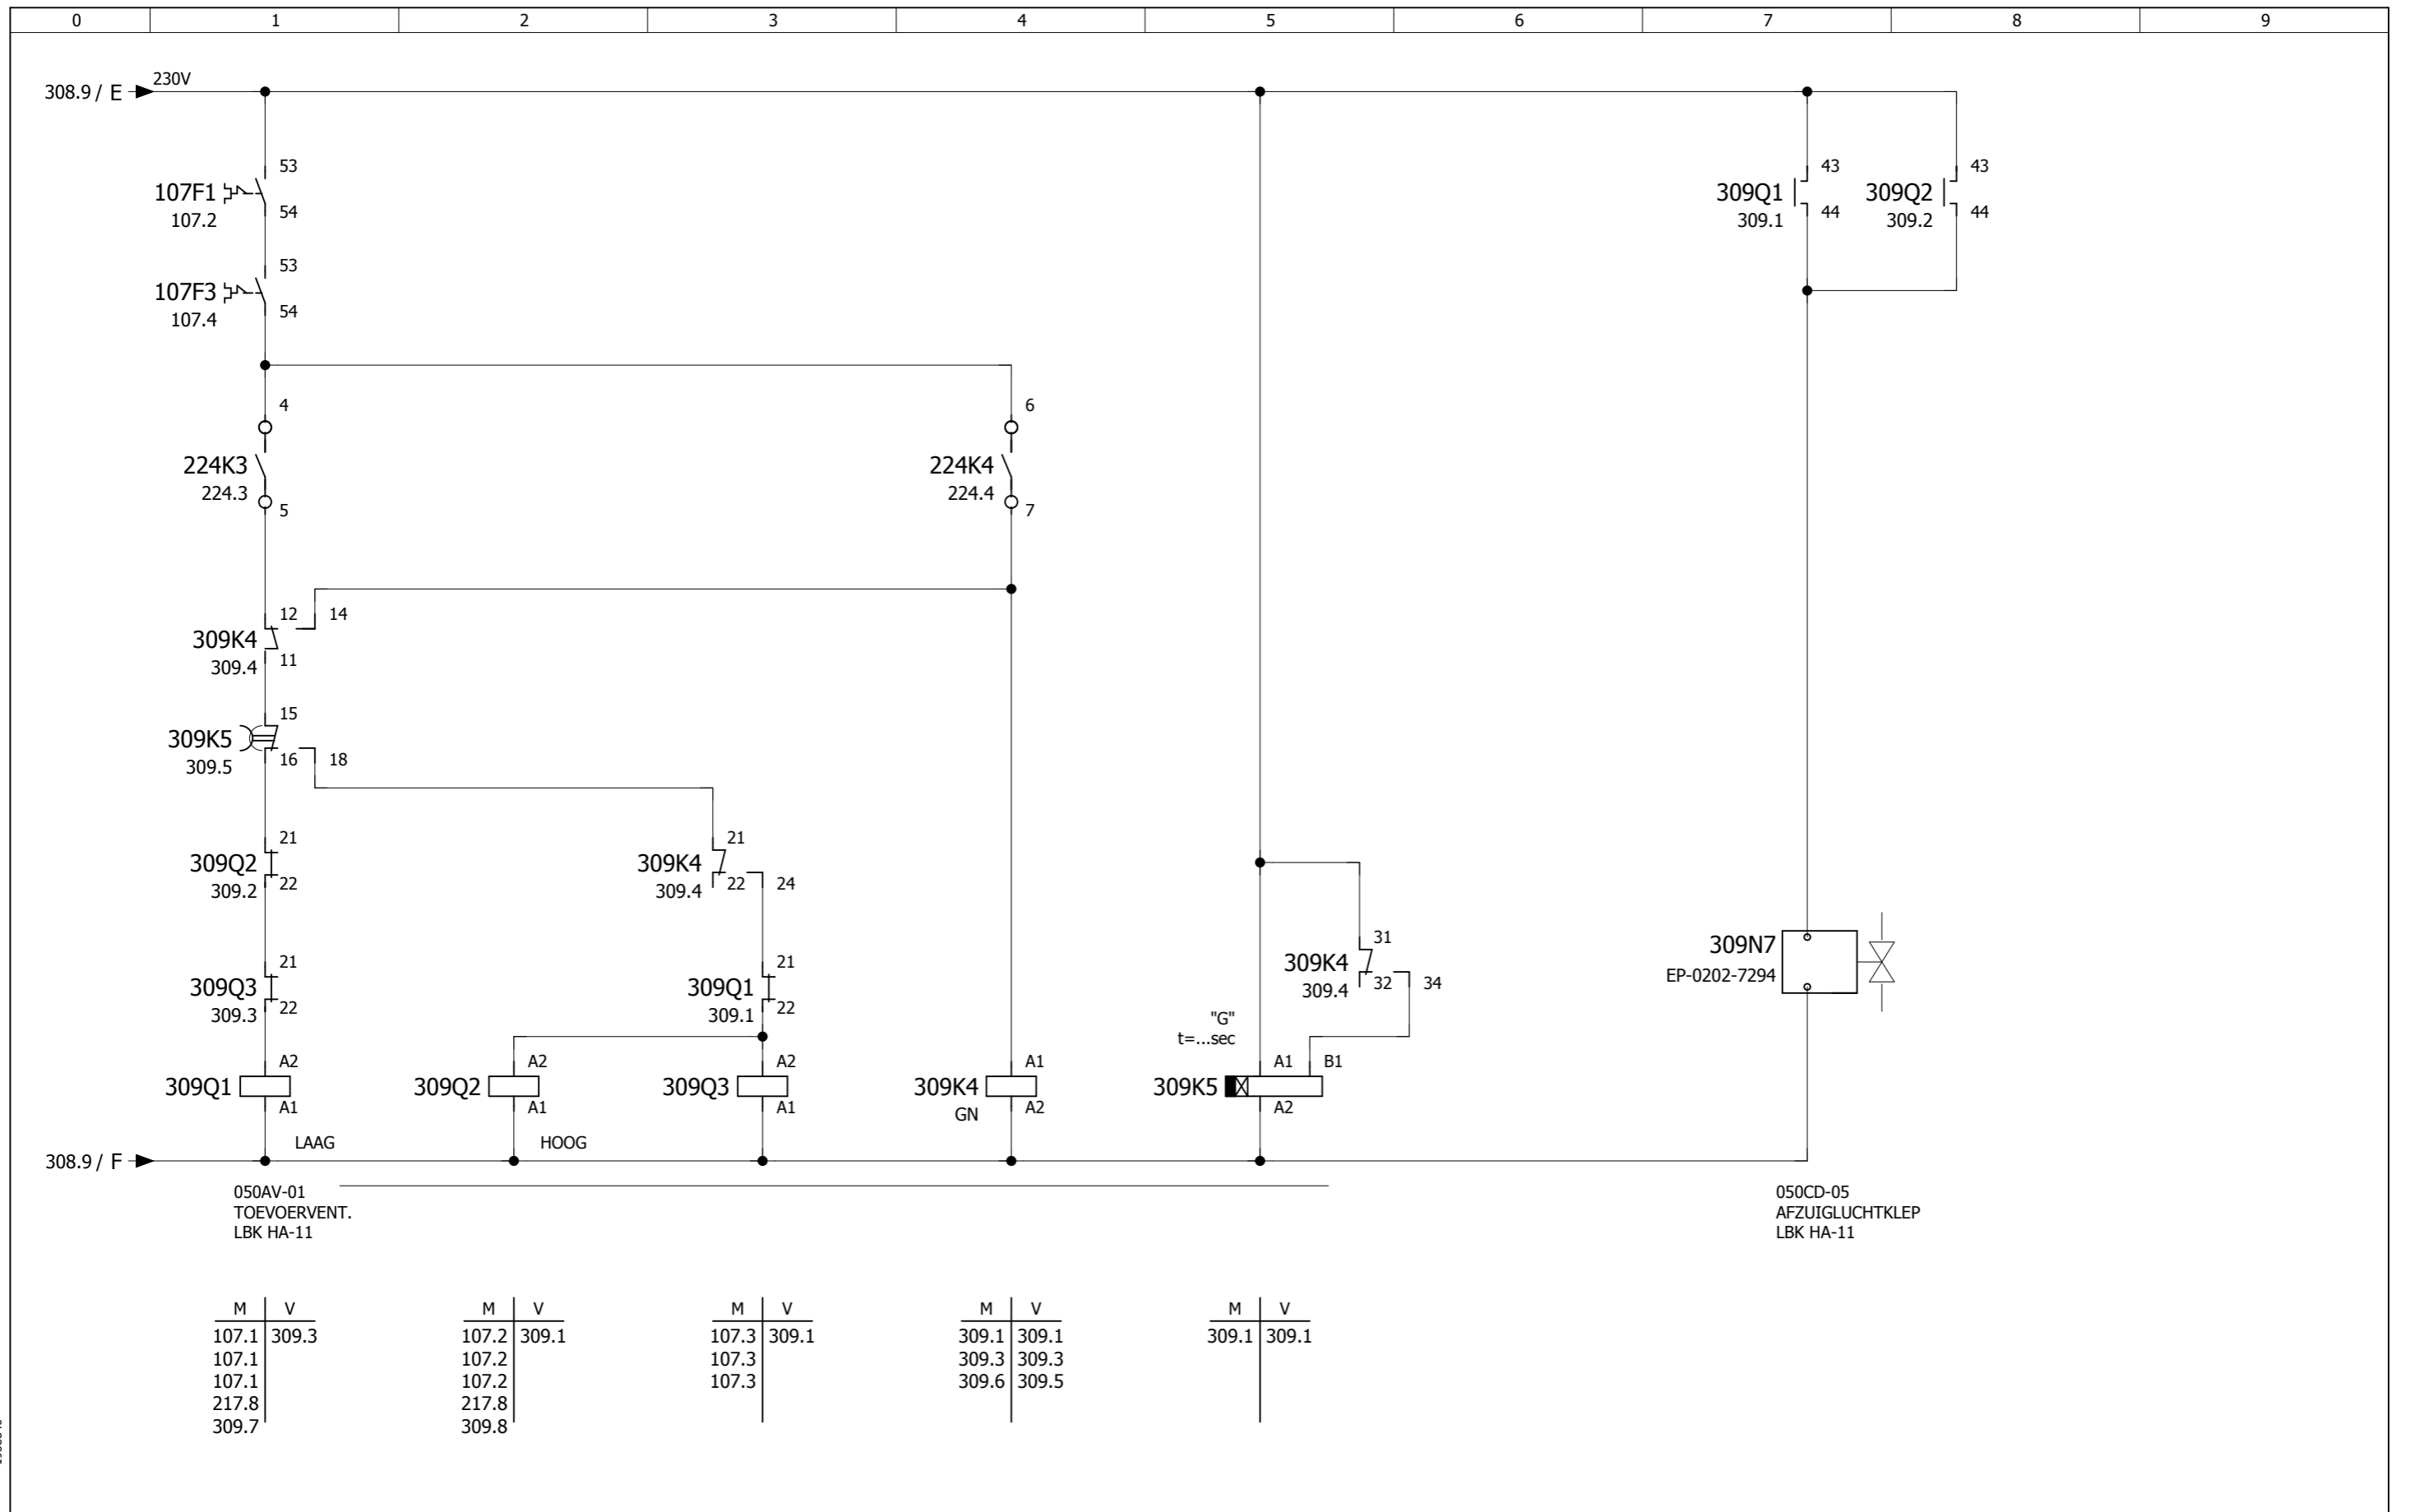 0 1 2 3 4 5 6 7 8 9
308.9 / E 230V
53
107F1
107.2
54
53
107F3
107.4
54
43
309Q1
309.1
44
43
309Q2
309.2
44
4
224K3
224.3
5
6
224K4
224.4
7
12 14
309K4
309.4
11
15
309K5
309.5
16 18
21
309Q2
309.2
22
21
309K4
309.4
22 24
21
309Q3
309.3
22
21
309Q1
309.1
22
31
309K4
309.4
32 34
309N7
EP-0202-7294
"G"
t=...sec
A2
309Q1
A1
A2
309Q2
A1
A2
309Q3
A1
A1
309K4
GN
A2
A1 B1
309K5
A2
LAAG
HOOG
308.9 / F
050AV-01
TOEVOERVENT.
LBK HA-11
050CD-05
AFZUIGLUCHTKLEP
LBK HA-11
M V
107.1 309.3
107.1
107.1
217.8
309.7
M V
107.2 309.1
107.2
107.2
217.8
309.8
M V
107.3 309.1
107.3
107.3
M V
309.1 309.1
309.3 309.3
309.6 309.5
M V
309.1 309.1